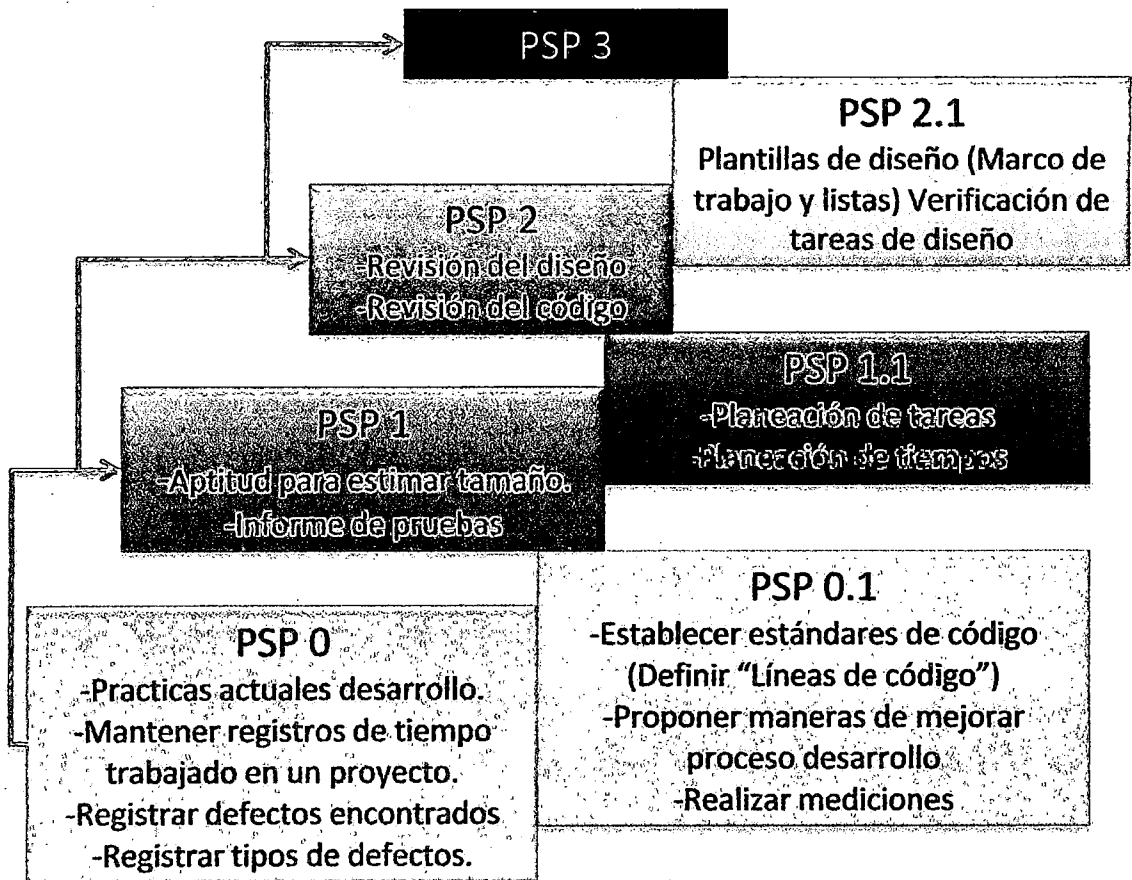 PSP 3
PSP 2.1
Plantillas de diseño (Marco de
trabajo y listas) Verificación de
tareas de diseño
PSP 2
-Revisión del diseño
-Revisión del código
PSP 1.1
-Planeación de tareas
-Planeación de tiempos
PSP 1
-Aptitud para estimar tamaño.
-Informe de pruebas
PSP 0.1
-Establecer estándares de código
(Definir “Líneas de código”)
-Proponer maneras de mejorar
proceso desarrollo
-Realizar mediciones
PSP 0
-Practicas actuales desarrollo.
-Mantener registros de tiempo
trabajado en un proyecto.
-Registrar defectos encontrados
-Registrar tipos de defectos.